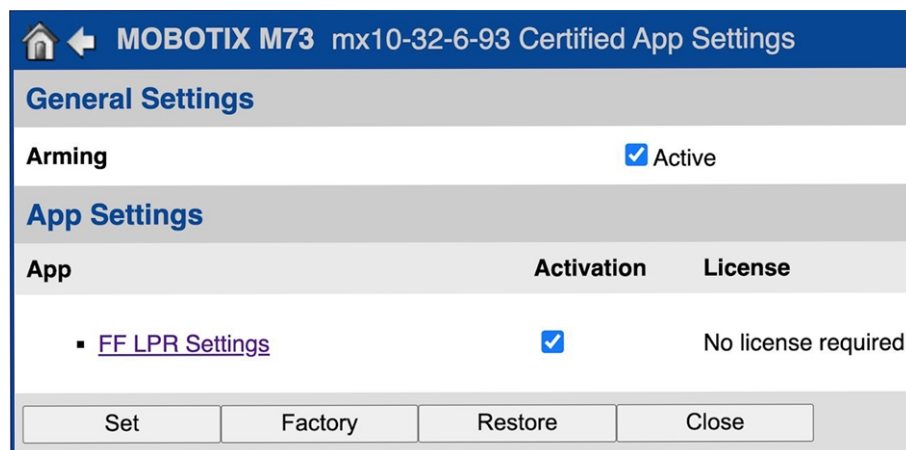 MOBOTIX M73 mx10-32-6-93 Certified App Settings
General Settings
Arming Active
App Settings
App Activation License
FF LPR Settings No license required
Set Factory Restore Close